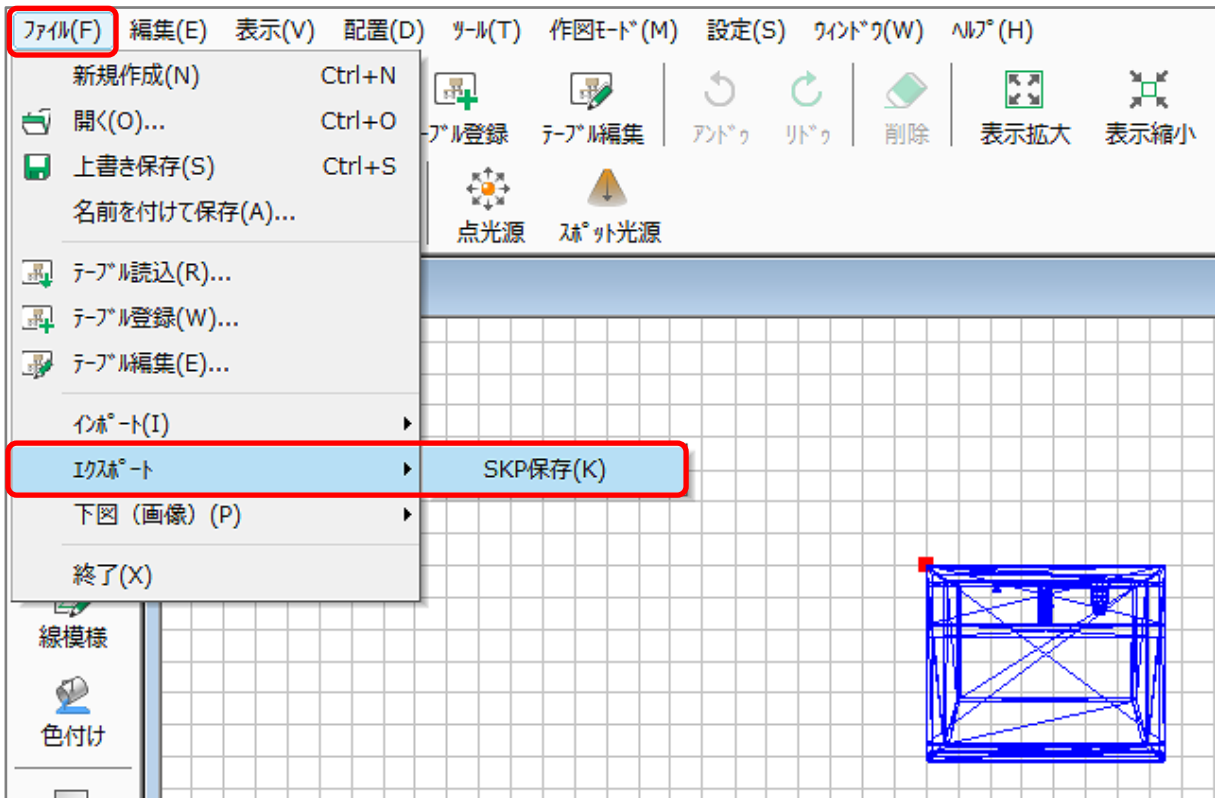 ﾌｧｲﾙ(F) 編集(E) 表示(V) 配置(D) ﾂｰﾙ(T) 作図ﾓｰﾄﾞ(M) 設定(S) ｳｨﾝﾄﾞｳ(W) ﾍﾙﾌﾟ(H)
新規作成(N) Ctrl+N
開く(O)... Ctrl+O
上書き保存(S) Ctrl+S
名前を付けて保存(A)...
ﾃｰﾌﾞﾙ読込(R)...
ﾃｰﾌﾞﾙ登録(W)...
ﾃｰﾌﾞﾙ編集(E)...
ｲﾝﾎﾟｰﾄ(I)
ｴｸｽﾎﾟｰﾄ
SKP保存(K)
下図（画像）(P)
終了(X)
ｰﾌﾞﾙ登録 ﾃｰﾌﾞﾙ編集 ｱﾝﾄﾞｩ ﾘﾄﾞｩ 削除 表示拡大 表示縮小
点光源 ｽﾎﾟｯﾄ光源
線模様
色付け